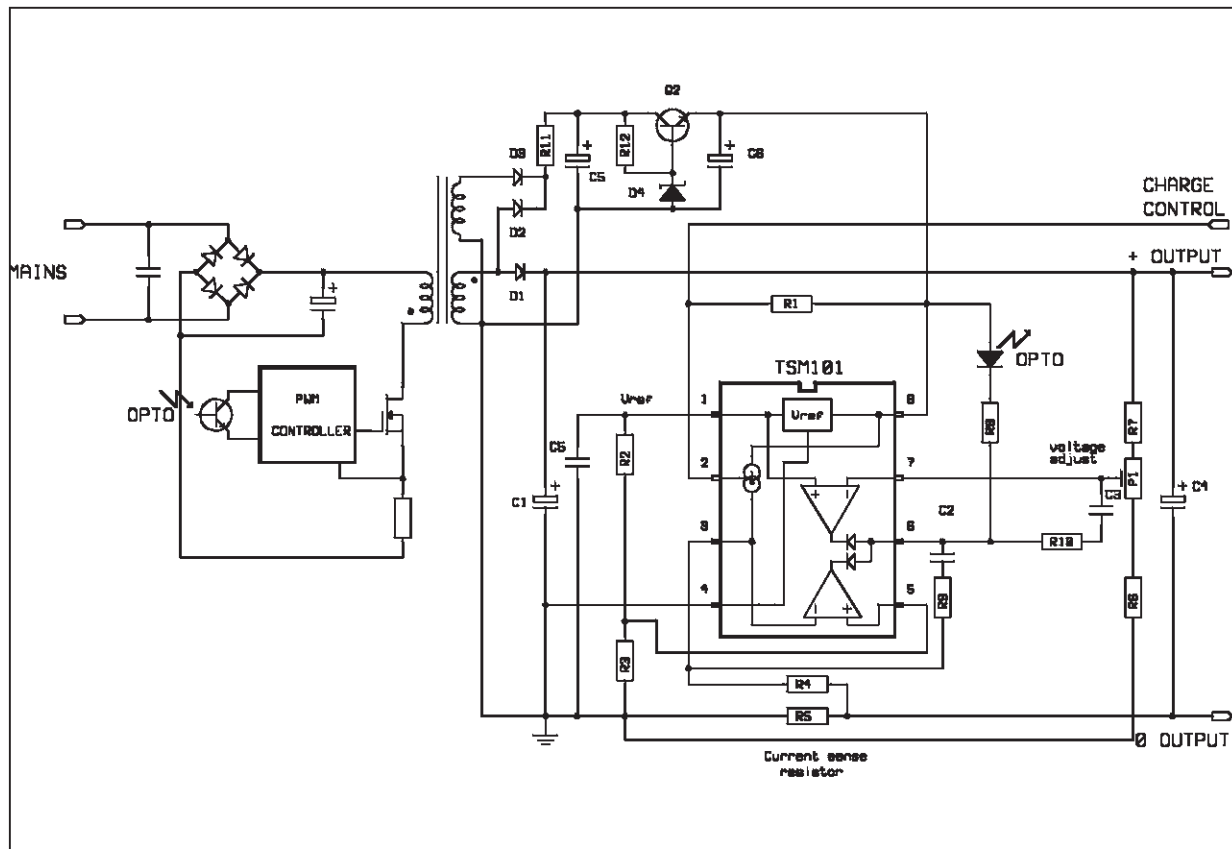 Q2
R11
C5
R12
D4
C8
D3
D2
D1
MAINS
CHARGE
CONTROL
+ OUTPUT
R1
OPTO
TSM101
OPTO
PWM
CONTROLLER
Vref
1
Vref
8
R8
R7
voltage
adjust
C5
R2
2
7
P1
C1
3
C2
6
C3
C4
R10
4
R9
5
R6
R3
R4
R5
0 OUTPUT
Current sense
resistor